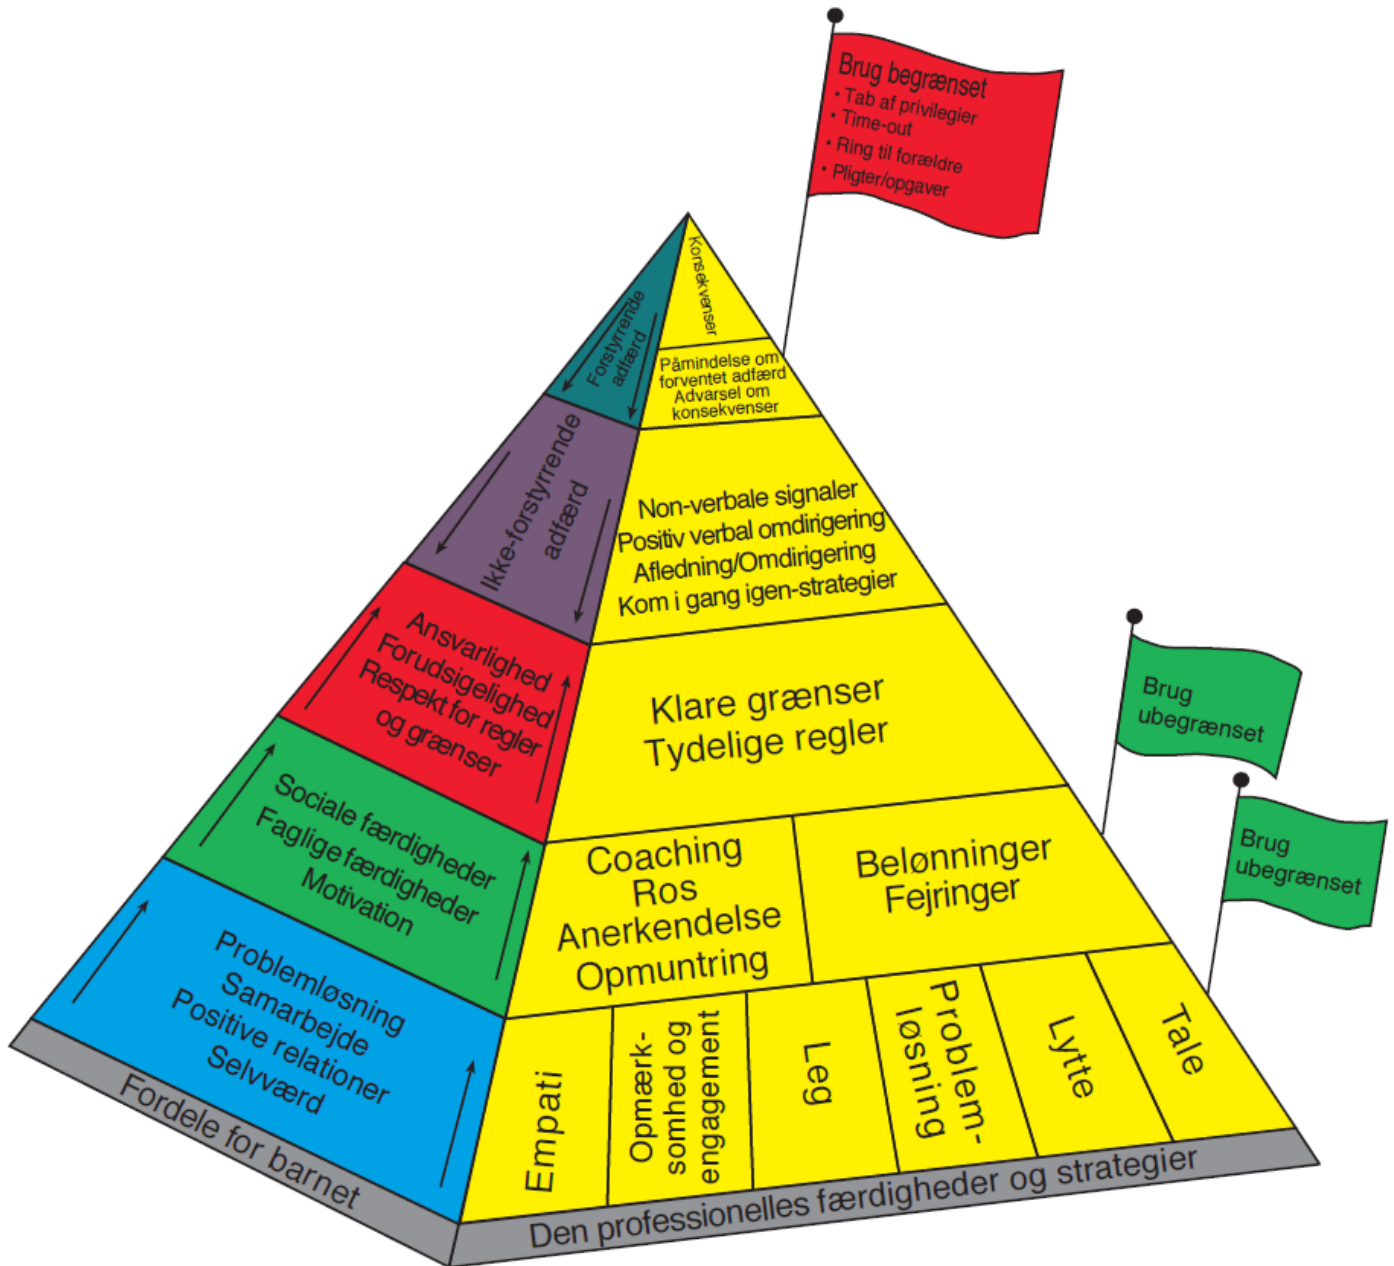 Brug begrænset
• Tab af privilegier
• Time-out
• Ring til forældre
• Pligter/opgaver
Konsekvenser
Forstyrrende
adfærd
Påmindelse om
forventet adfærd
Advarsel om
konsekvenser
Ikke-forstyrrende
adfærd
Non-verbale signaler
Positiv verbal omdirigering
Afledning/Omdirigering
Kom i gang igen-strategier
Ansvarlighed
Forudsigelighed
Respekt for regler
og grænser
Klare grænser
Tydelige regler
Brug
ubegrænset
Sociale færdigheder
Faglige færdigheder
Motivation
Coaching
Ros
Anerkendelse
Opmuntring
Belønninger
Fejringer
Brug
ubegrænset
Problemløsning
Samarbejde
Positive relationer
Selvværd
Empati
Opmærk-
somhed og
engagement
Leg
Problem-
løsning
Lytte
Tale
Fordele for barnet
Den professionelles færdigheder og strategier